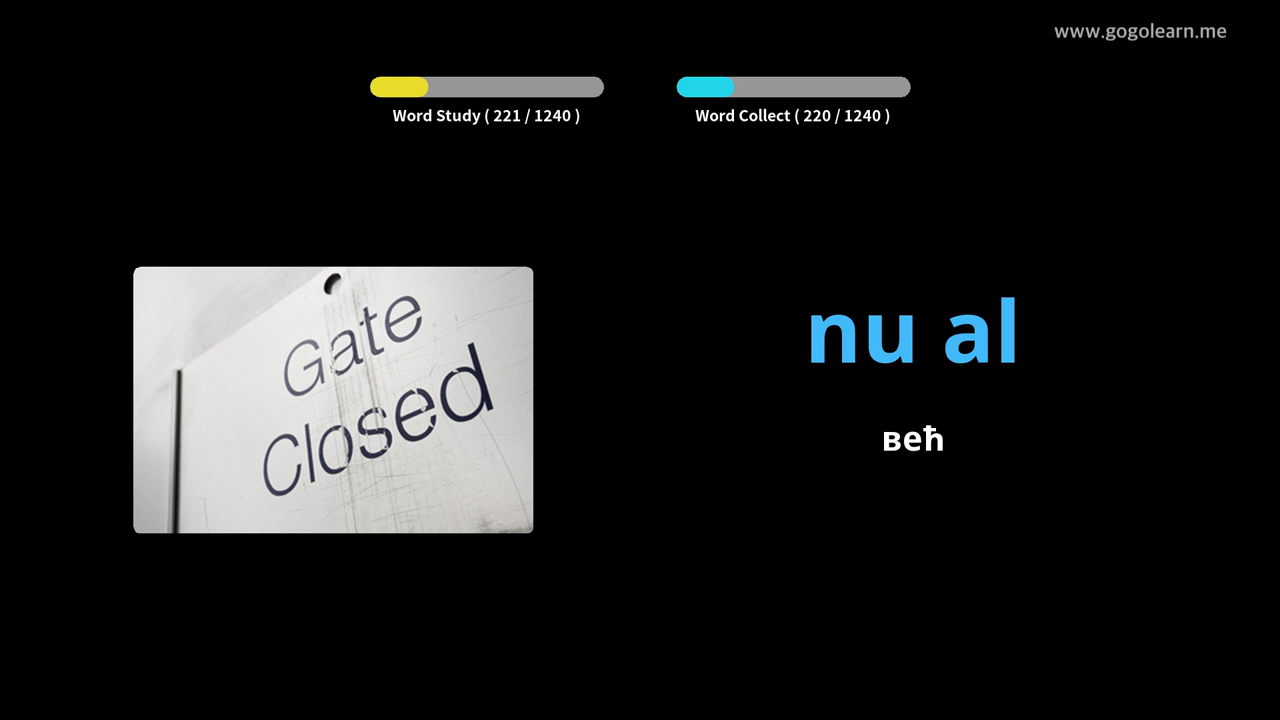 www.gogolearn.me
Word Study ( 221 / 1240 )
Word Collect ( 220 / 1240 )
Gate
Closed
nu al
већ